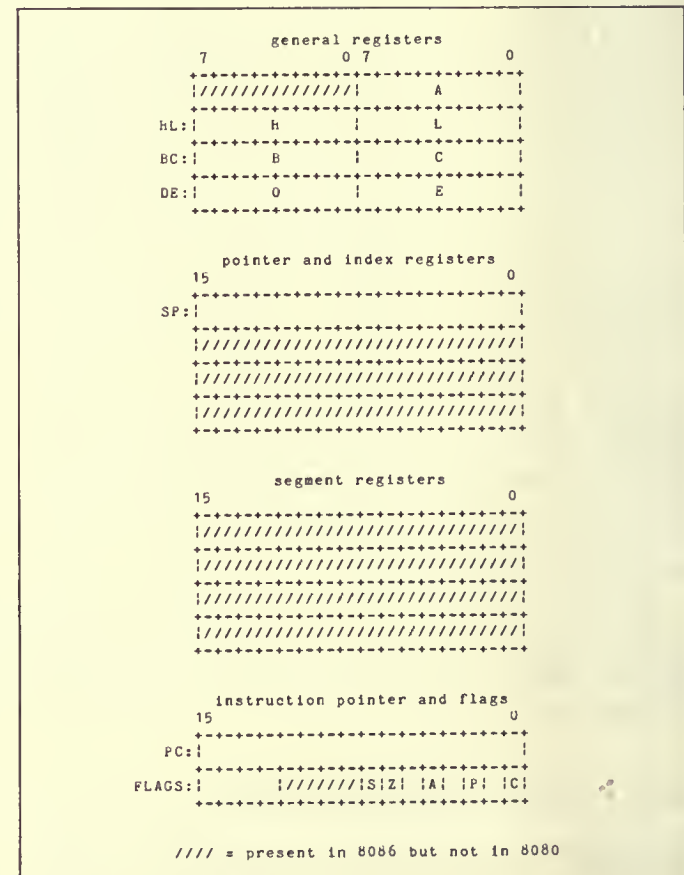 general registers
7 0 7 0
+-+-+-+-+-+-+-+-+-+-+-+-+-+-+-+
|///////////////| A |
+-+-+-+-+-+-+-+-+-+-+-+-+-+-+-+
HL:| H | L |
+-+-+-+-+-+-+-+-+-+-+-+-+-+-+-+
BC:| B | C |
+-+-+-+-+-+-+-+-+-+-+-+-+-+-+-+
DE:| O | E |
+-+-+-+-+-+-+-+-+-+-+-+-+-+-+-+
pointer and index registers
15 0
+-+-+-+-+-+-+-+-+-+-+-+-+-+-+-+
SP:| |
+-+-+-+-+-+-+-+-+-+-+-+-+-+-+-+
|//////////////////////////////|
+-+-+-+-+-+-+-+-+-+-+-+-+-+-+-+
|//////////////////////////////|
+-+-+-+-+-+-+-+-+-+-+-+-+-+-+-+
|//////////////////////////////|
+-+-+-+-+-+-+-+-+-+-+-+-+-+-+-+
segment registers
15 0
+-+-+-+-+-+-+-+-+-+-+-+-+-+-+-+
|//////////////////////////////|
+-+-+-+-+-+-+-+-+-+-+-+-+-+-+-+
|//////////////////////////////|
+-+-+-+-+-+-+-+-+-+-+-+-+-+-+-+
|//////////////////////////////|
+-+-+-+-+-+-+-+-+-+-+-+-+-+-+-+
|//////////////////////////////|
+-+-+-+-+-+-+-+-+-+-+-+-+-+-+-+
instruction pointer and flags
15 0
+-+-+-+-+-+-+-+-+-+-+-+-+-+-+-+
PC:| |
+-+-+-+-+-+-+-+-+-+-+-+-+-+-+-+
FLAGS:| |///////|S|Z| |A| |P| |C|
+-+-+-+-+-+-+-+-+-+-+-+-+-+-+-+
//// = present in 8086 but not in 8080